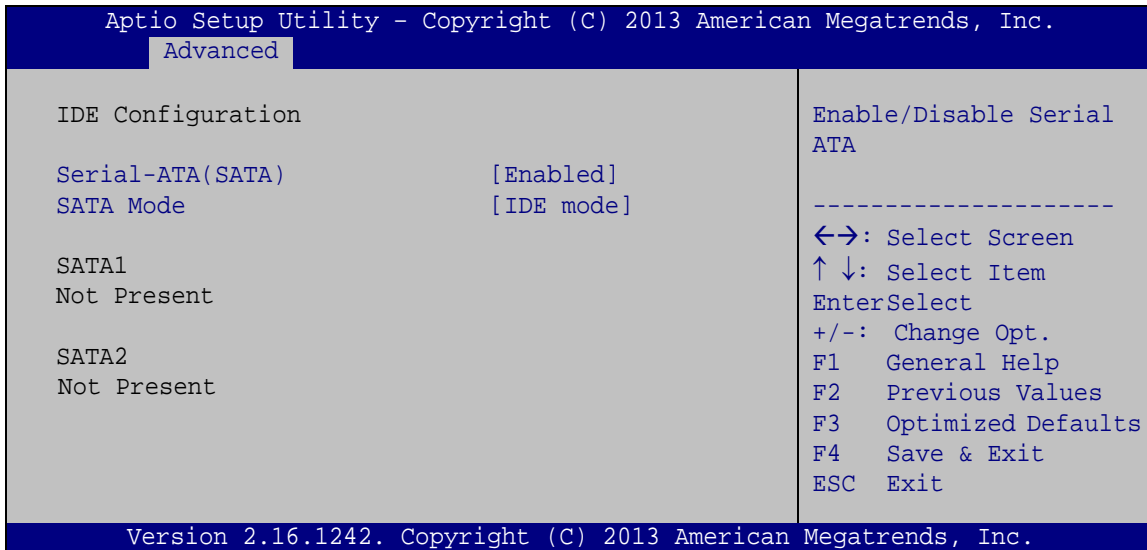 Aptio Setup Utility – Copyright (C) 2013 American Megatrends, Inc.
Advanced
IDE Configuration
Serial-ATA(SATA) [Enabled]
SATA Mode [IDE mode]
SATA1
Not Present
SATA2
Not Present
Enable/Disable Serial
ATA
---------------------
←→: Select Screen
↑ ↓: Select Item
EnterSelect
+/-: Change Opt.
F1 General Help
F2 Previous Values
F3 Optimized Defaults
F4 Save & Exit
ESC Exit
Version 2.16.1242. Copyright (C) 2013 American Megatrends, Inc.